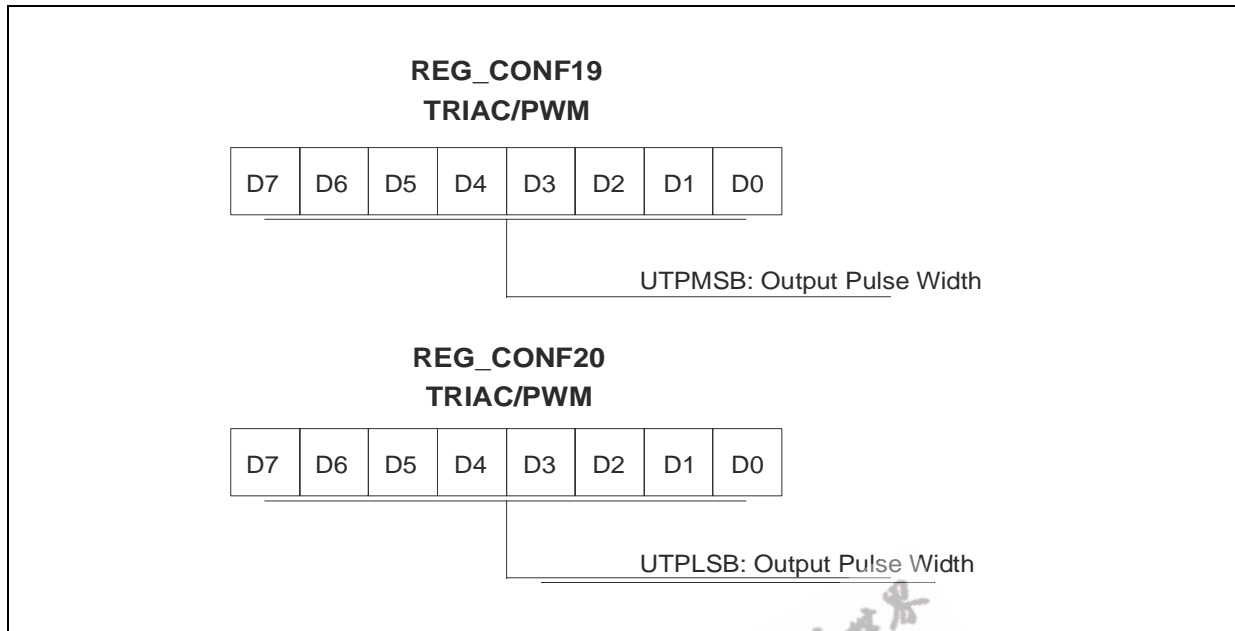 REG_CONF19
TRIAC/PWM
D7 D6 D5 D4 D3 D2 D1 D0
UTPMSB: Output Pulse Width
REG_CONF20
TRIAC/PWM
D7 D6 D5 D4 D3 D2 D1 D0
UTPLSB: Output Pulse Width